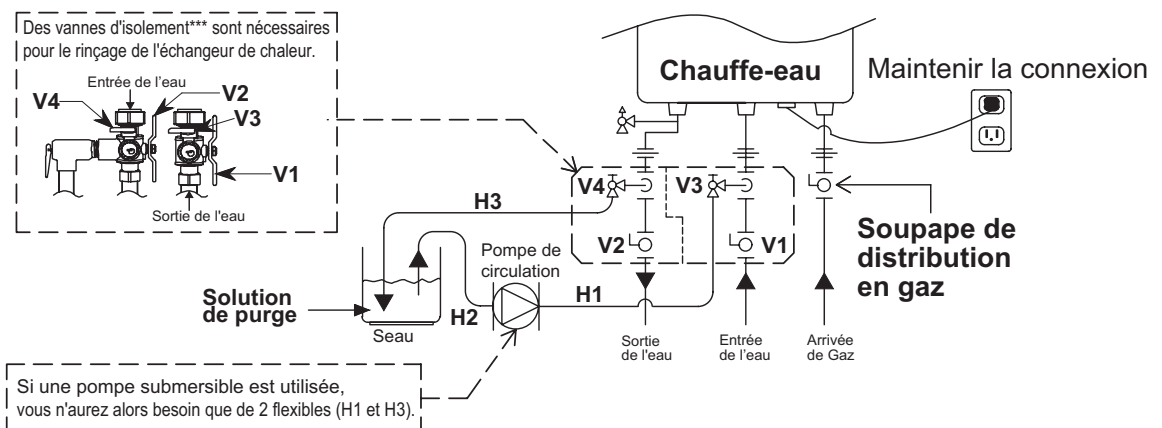 Des vannes d'isolement*** sont nécessaires
pour le rinçage de l'échangeur de chaleur.
Entrée de l'eau
V4
V2
V3
V1
Sortie de l'eau
Chauffe-eau
Maintenir la connexion
V4
V3
H3
V2
V1
Soupape de
distribution
en gaz
Pompe de
circulation
Solution
de purge
H2
H1
Seau
Sortie
de l'eau
Entrée
de l'eau
Arrivée
de Gaz
Si une pompe submersible est utilisée,
vous n'aurez alors besoin que de 2 flexibles (H1 et H3).